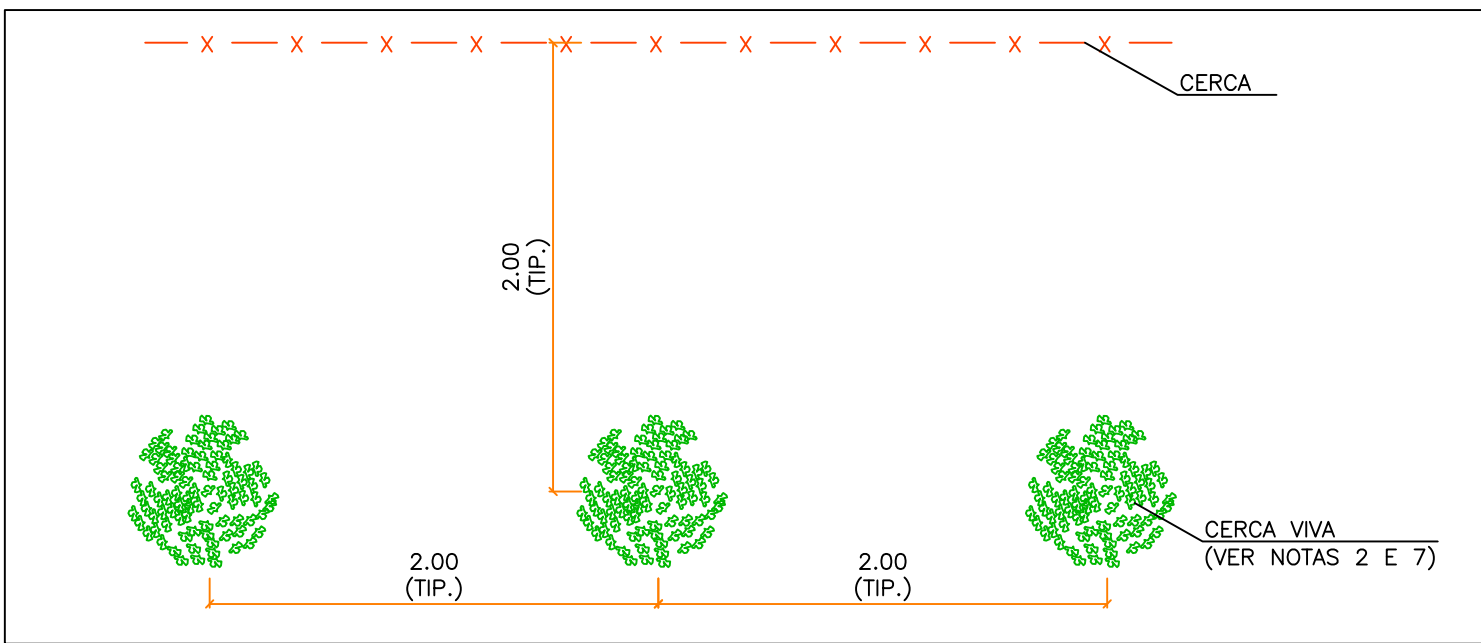 CERCA
2.00
(TIP.)
2.00
(TIP.)
2.00
(TIP.)
CERCA VIVA
(VER NOTAS 2 E 7)